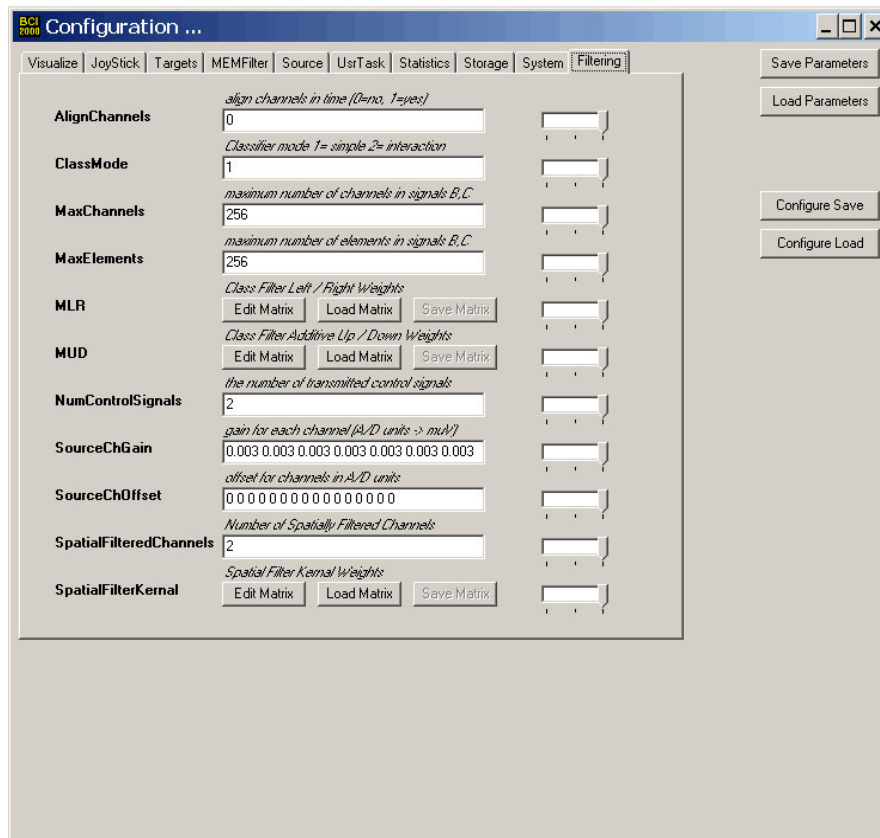 BCI 2000 Configuration ...
Visualize JoyStick Targets MEMFilter Source UsrTask Statistics Storage System Filtering
Save Parameters
Load Parameters
Configure Save
Configure Load
align channels in time (0=no, 1=yes)
AlignChannels 0
Classifier mode 1= simple 2= interaction
ClassMode 1
maximum number of channels in signals B,C
MaxChannels 256
maximum number of elements in signals B,C
MaxElements 256
Class Filter Left / Right Weights
MLR Edit Matrix Load Matrix Save Matrix
Class Filter Additive Up / Down Weights
MUD Edit Matrix Load Matrix Save Matrix
the number of transmitted control signals
NumControlSignals 2
gain for each channel (A/D units -> muV)
SourceChGain 0.003 0.003 0.003 0.003 0.003 0.003 0.003
offset for channels in A/D units
SourceChOffset 0 0 0 0 0 0 0 0 0 0 0 0 0 0 0 0
Number of Spatially Filtered Channels
SpatialFilteredChannels 2
Spatial Filter Kernal Weights
SpatialFilterKernal Edit Matrix Load Matrix Save Matrix